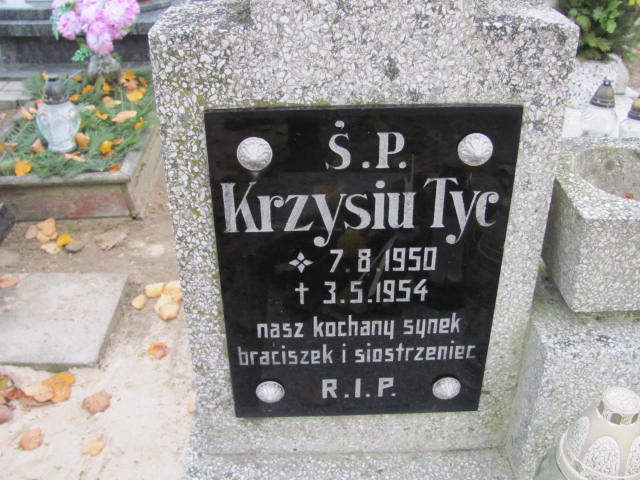 Ś.P.
Krzysiu Tyc
7.8.1950
† 3.5.1954
nasz kochany synek
braciszek i siostrzeniec
R.I.P.